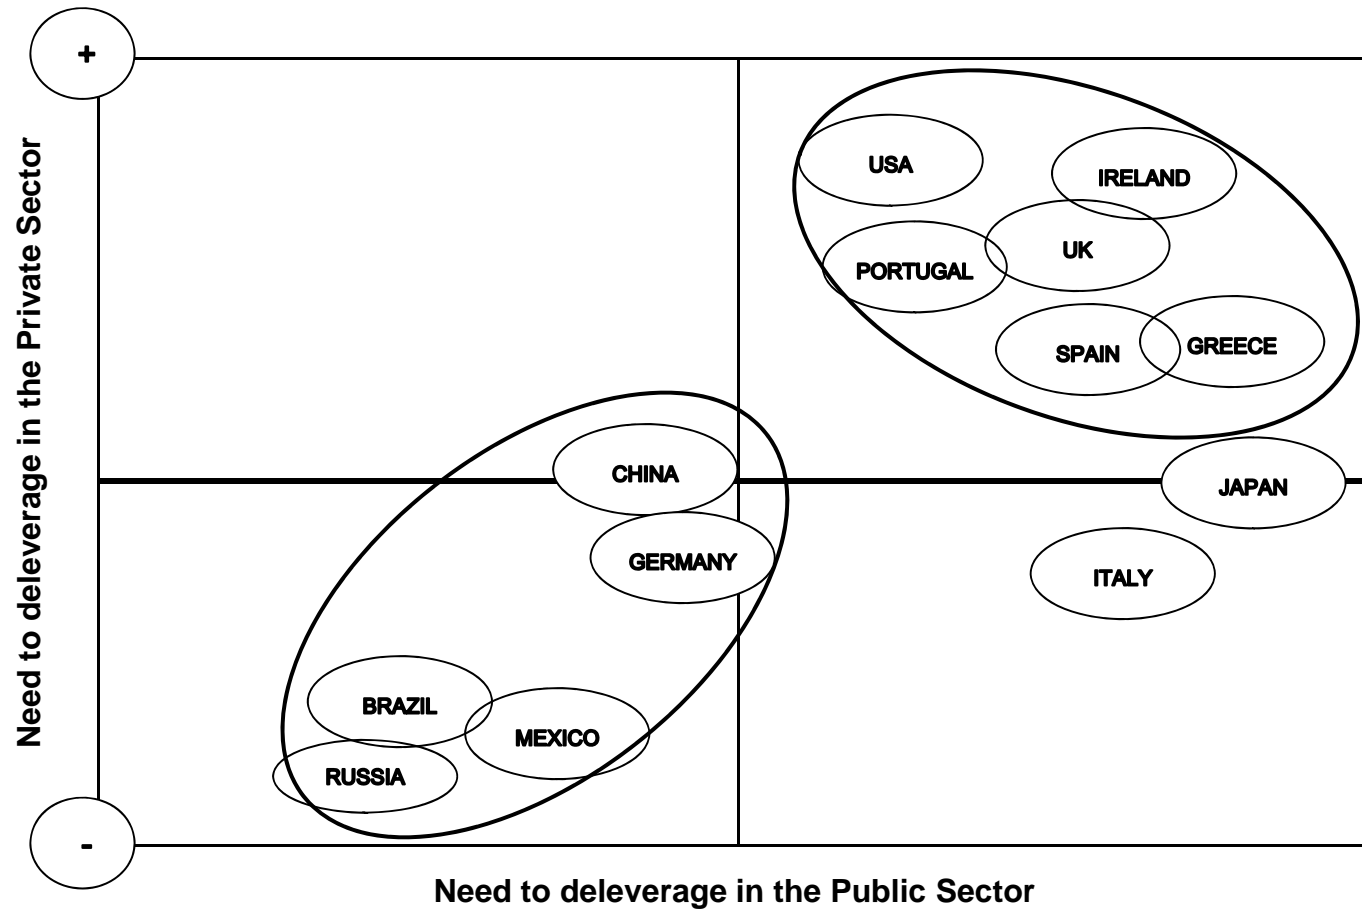 +
Need to deleverage in the Private Sector
USA
IRELAND
UK
PORTUGAL
SPAIN
GREECE
CHINA
JAPAN
GERMANY
ITALY
BRAZIL
MEXICO
RUSSIA
-
Need to deleverage in the Public Sector